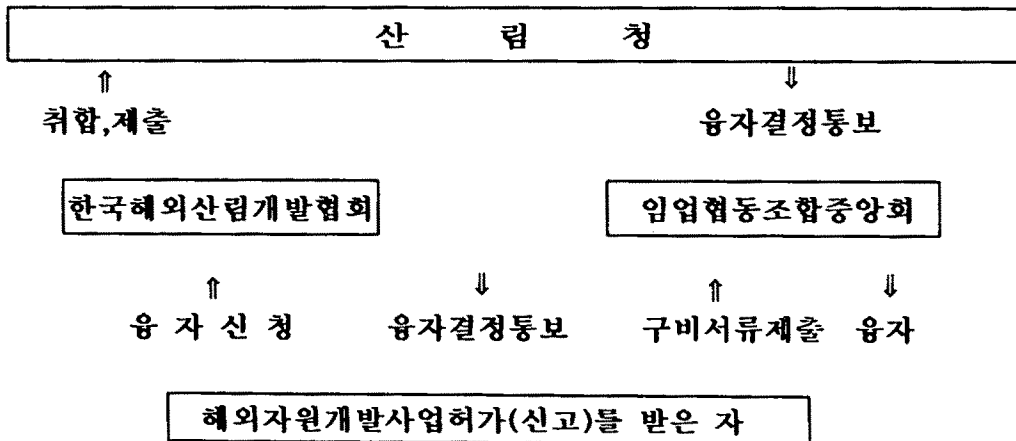 산 림 청
⇑ ⇓
취합,제출 융자결정통보
한국해외산림개발협회 임업협동조합중앙회
⇑ ⇓ ⇑ ⇓
융 자 신 청 융자결정통보 구비서류제출 융자
해외자원개발사업허가(신고)를 받은 자